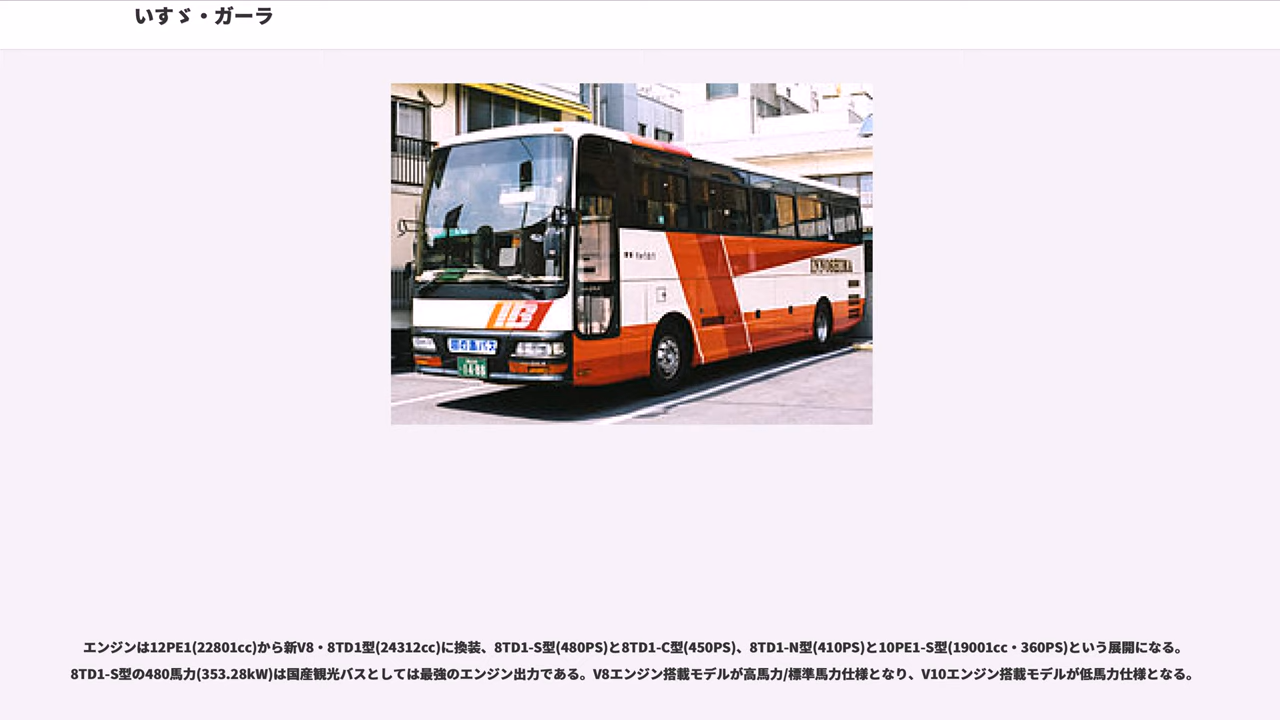 いすゞ・ガーラ
INNOSHIMA
IB
因の島バス
エンジンは12PE1(22801cc)から新V8・8TD1型(24312cc)に換装、8TD1-S型(480PS)と8TD1-C型(450PS)、8TD1-N型(410PS)と10PE1-S型(19001cc・360PS)という展開になる。
8TD1-S型の480馬力(353.28kW)は国産観光バスとしては最強のエンジン出力である。V8エンジン搭載モデルが高馬力/標準馬力仕様となり、V10エンジン搭載モデルが低馬力仕様となる。